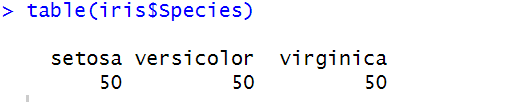 > table(iris$Species)
setosa versicolor virginica
50 50 50